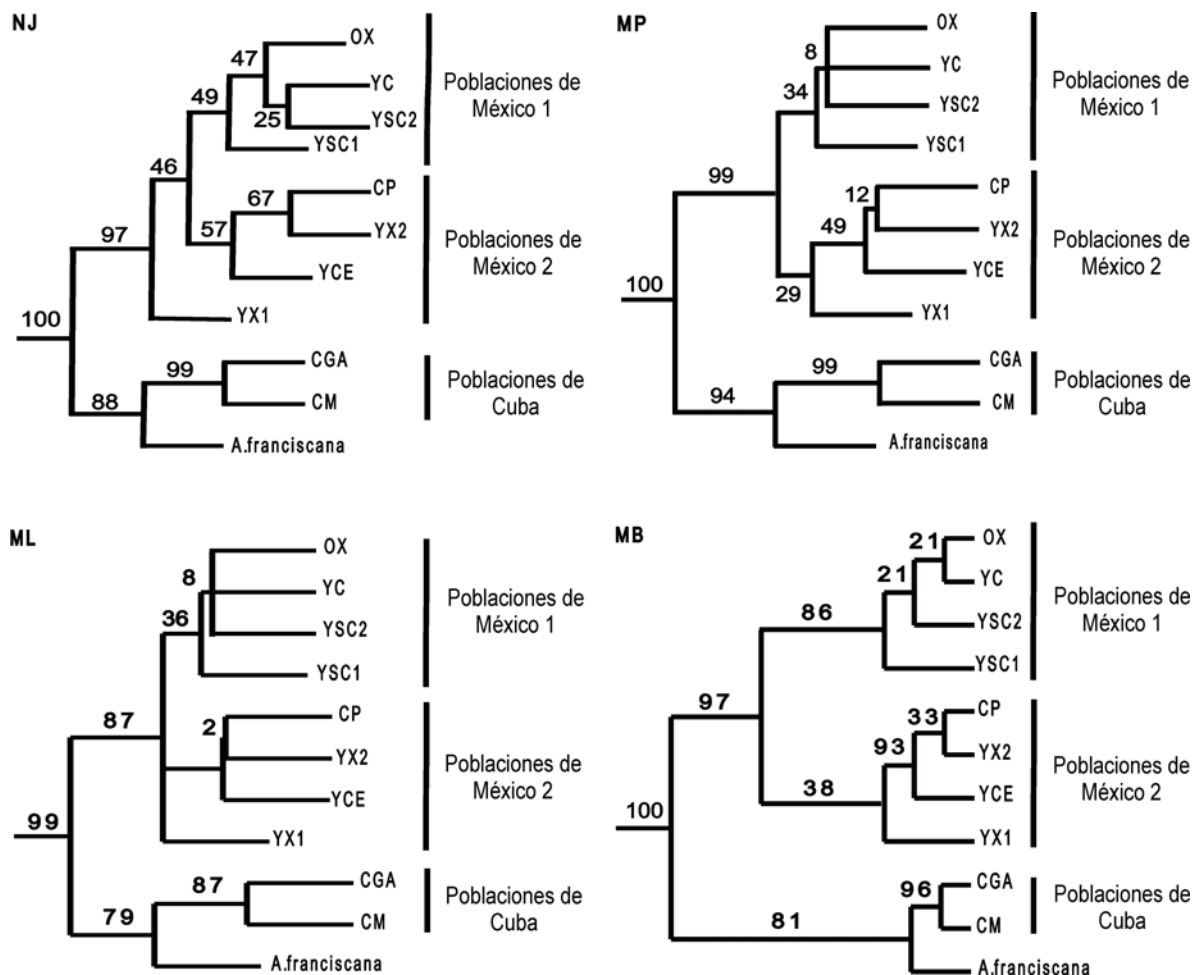 NJ
OX
47
YC
49
25
YSC2
YSC1
46
CP
67
YX2
57
YCE
97
YX1
100
CGA
99
CM
88
A.franciscana
Poblaciones de
México 1
Poblaciones de
México 2
Poblaciones de
Cuba
MP
OX
8
YC
34
YSC2
YSC1
99
CP
12
YX2
49
YCE
29
YX1
100
CGA
99
CM
94
A.franciscana
Poblaciones de
México 1
Poblaciones de
México 2
Poblaciones de
Cuba
ML
OX
8
YC
36
YSC2
YSC1
87
CP
2
YX2
YCE
YX1
99
CGA
87
CM
79
A.franciscana
Poblaciones de
México 1
Poblaciones de
México 2
Poblaciones de
Cuba
MB
OX
21
YC
21
YSC2
86
YSC1
97
CP
33
YX2
93
YCE
38
YX1
100
CGA
96
CM
81
A.franciscana
Poblaciones de
México 1
Poblaciones de
México 2
Poblaciones de
Cuba